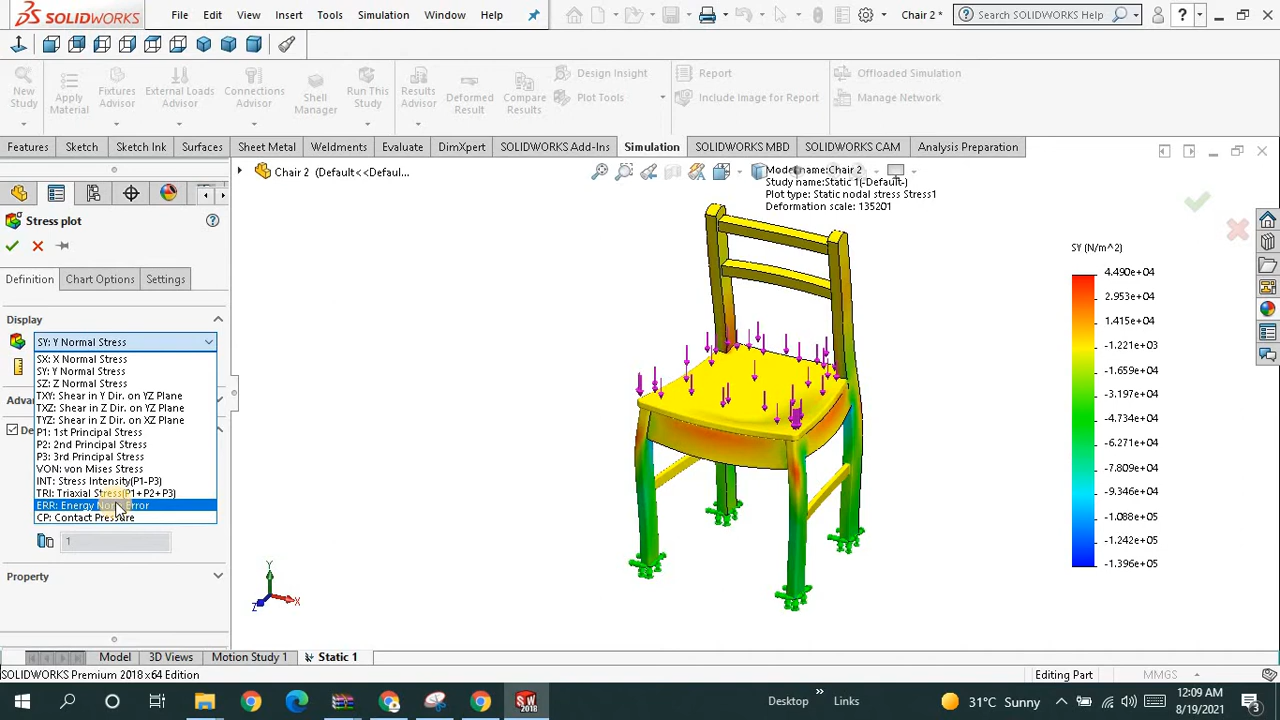 SOLIDWORKS File Edit View Insert Tools Simulation Window Help Chair 2 * Search SOLIDWORKS Help ?
New Study
Apply Material
Fixtures Advisor
External Loads Advisor
Connections Advisor
Shell Manager
Run This Study
Results Advisor
Deformed Result
Compare Results
Design Insight
Plot Tools
Report
Include Image for Report
Offloaded Simulation
Manage Network
Features Sketch Sketch Ink Surfaces Sheet Metal Weldments Evaluate DimXpert SOLIDWORKS Add-Ins Simulation SOLIDWORKS MBD SOLIDWORKS CAM Analysis Preparation
Chair 2 (Default<<Defaul...
Model name:Chair 2
Study name:Static 1(-Default-)
Plot type: Static nodal stress Stress1
Deformation scale: 135201
Stress plot
Definition Chart Options Settings
Display
SY: Y Normal Stress
SX: X Normal Stress
SY: Y Normal Stress
SZ: Z Normal Stress
TXY: Shear in Y Dir. on YZ Plane
TXZ: Shear in Z Dir. on YZ Plane
TYZ: Shear in Z Dir. on XZ Plane
P1: 1st Principal Stress
P2: 2nd Principal Stress
P3: 3rd Principal Stress
VON: von Mises Stress
INT: Stress Intensity(P1-P3)
TRI: Triaxial Stress(P1+P2+P3)
ERR: Energy Norm Error
CP: Contact Pressure
1
Property
SY (N/m^2)
4.490e+04
2.953e+04
1.415e+04
-1.221e+03
-1.659e+04
-3.197e+04
-4.734e+04
-6.272e+04
-7.809e+04
-9.347e+04
-1.088e+05
-1.242e+05
-1.396e+05
Y
X
Z
Model 3D Views Motion Study 1 Static 1
SOLIDWORKS Premium 2018 x64 Edition Editing Part MMGS
SW 2018 Desktop » Links 31°C Sunny 12:09 AM
8/19/2021 3